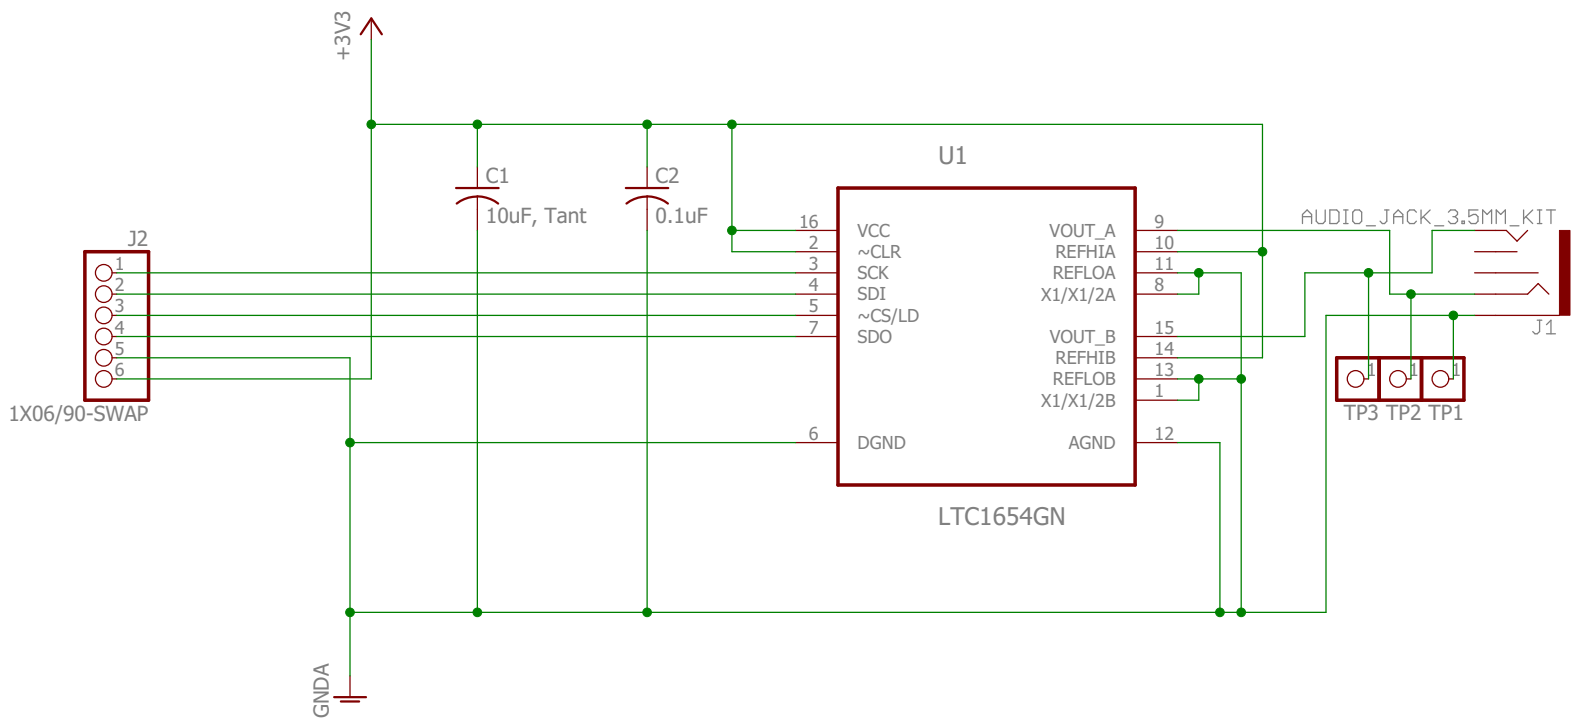 +3V3
U1
C1
10uF, Tant
C2
0.1uF
AUDIO_JACK_3.5MM_KIT
J1
J2
1
2
3
4
5
6
1X06/90-SWAP
16 VCC
2 ~CLR
3 SCK
4 SDI
5 ~CS/LD
7 SDO
6 DGND
VOUT_A 9
REFHIA 10
REFLOA 11
X1/X1/2A 8
VOUT_B 15
REFHIB 14
REFLOB 13
X1/X1/2B 1
AGND 12
LTC1654GN
1 1 1
TP3 TP2 TP1
GNDA